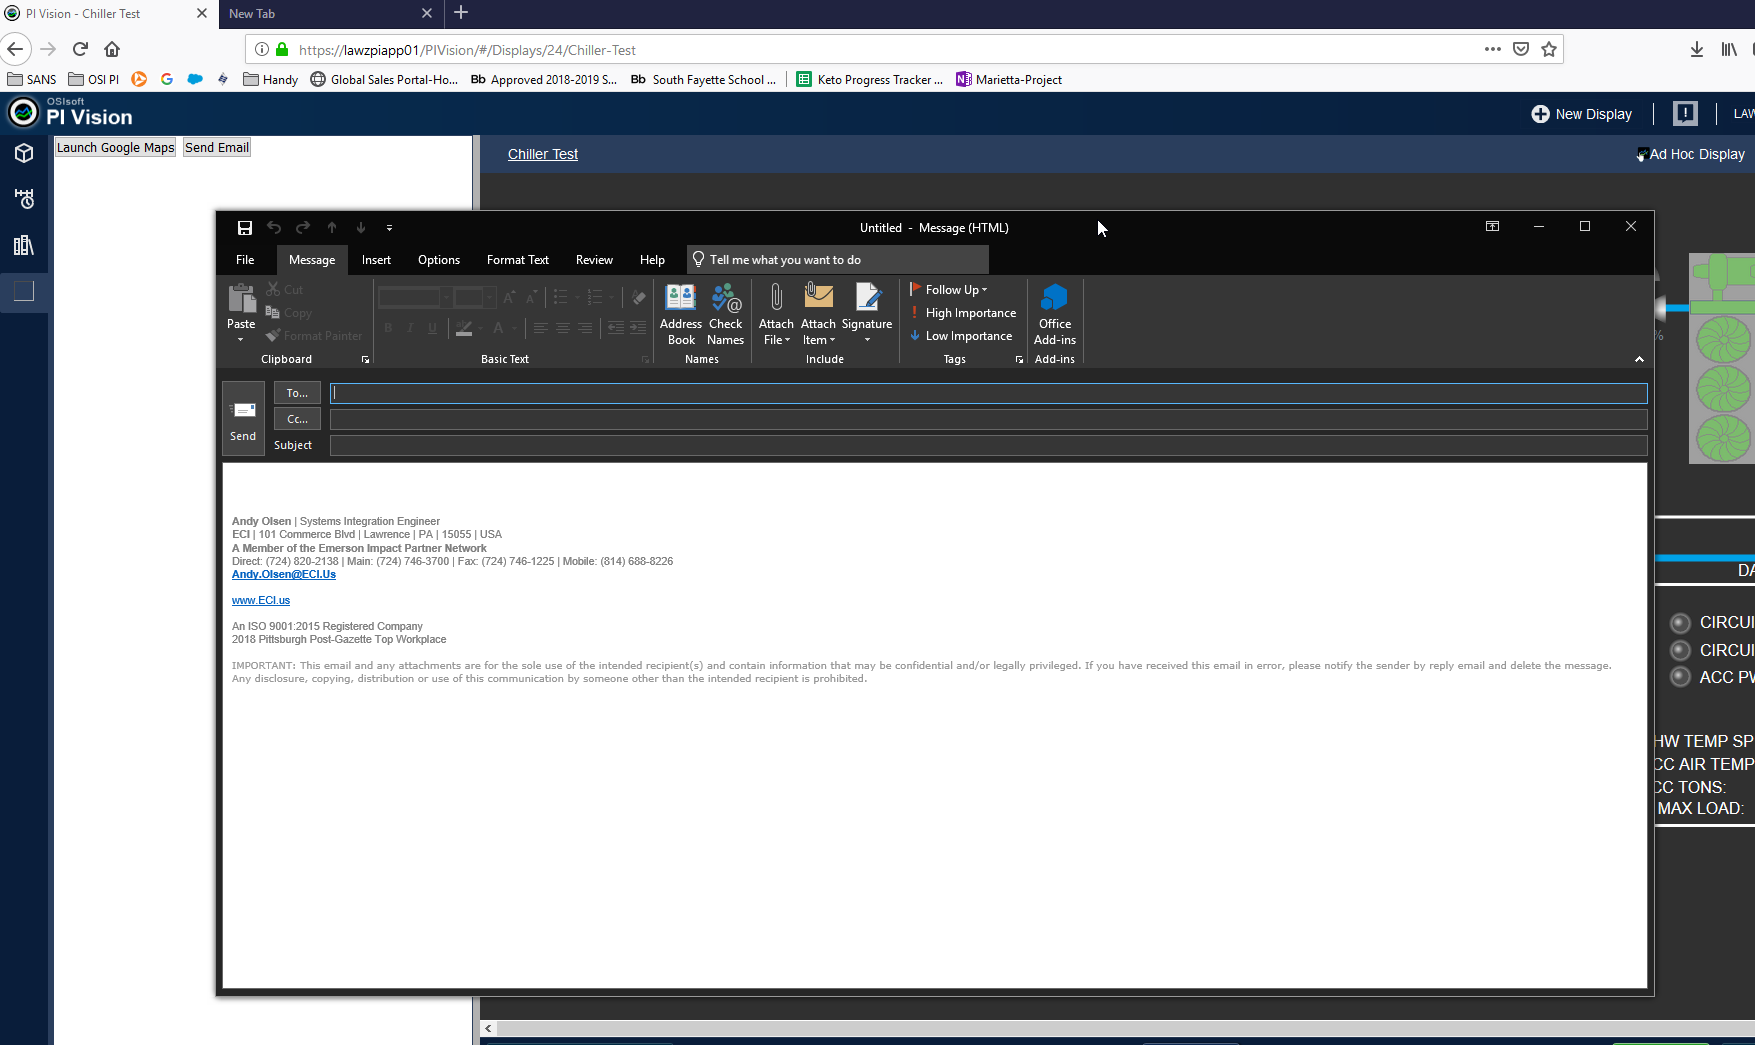 PI Vision - Chiller Test
New Tab
https://lawzpiapp01/PIVision/#/Displays/24/Chiller-Test
SANS
OSI PI
Handy
Global Sales Portal-Ho...
Bb Approved 2018-2019 S...
Bb South Fayette School ...
Keto Progress Tracker ...
Marietta-Project
OSIsoft
PI Vision
New Display
LAW
Launch Google Maps
Send Email
Chiller Test
Ad Hoc Display
Untitled - Message (HTML)
File
Message
Insert
Options
Format Text
Review
Help
Tell me what you want to do
Paste
Cut
Copy
Format Painter
Clipboard
B I U
A
Basic Text
Address Book
Check Names
Names
Attach File
Attach Item
Signature
Include
Follow Up
High Importance
Low Importance
Tags
Office Add-ins
Add-ins
%
Send
To...
Cc...
Subject
Andy Olsen | Systems Integration Engineer
ECI | 101 Commerce Blvd | Lawrence | PA | 15055 | USA
A Member of the Emerson Impact Partner Network
Direct: (724) 820-2138 | Main: (724) 746-3700 | Fax: (724) 746-1225 | Mobile: (814) 688-8226
Andy.Olsen@ECI.Us
www.ECI.us
An ISO 9001:2015 Registered Company
2018 Pittsburgh Post-Gazette Top Workplace
IMPORTANT: This email and any attachments are for the sole use of the intended recipient(s) and contain information that may be confidential and/or legally privileged. If you have received this email in error, please notify the sender by reply email and delete the message.
Any disclosure, copying, distribution or use of this communication by someone other than the intended recipient is prohibited.
DA
CIRCUI
CIRCUI
ACC PW
HW TEMP SP
CC AIR TEMP
CC TONS:
MAX LOAD: